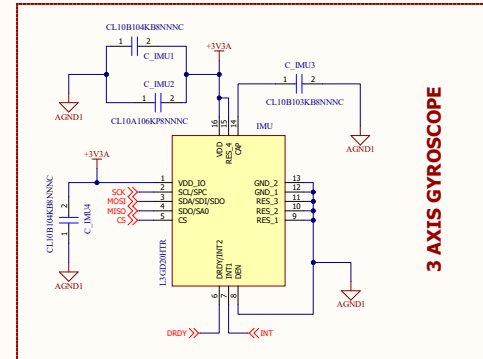 CL10B104KB8NNNC
C_IMU1
1 2
+3V3A
C_IMU2
1 2
CL10A106KP8NNNC
AGND1
C_IMU3
1 2
CL10B103KB8NNNC
AGND1
IMU
16 15 14
VDD RES_4 CAP
+3V3A
1 VDD_IO
SCK 2 SCL/SPC
MOSI 3 SDA/SDI/SDO
MISO 4 SDO/SA0
CS 5 CS
GND_2 13
GND_1 12
RES_3 11
RES_2 10
RES_1 9
CL10B104KB8NNNC
2 1
C_IMU4
AGND1
L3GD20HTR
DRDY/INT2 INT1 DEN
6 7 8
AGND1
DRDY
INT
3 AXIS GYROSCOPE